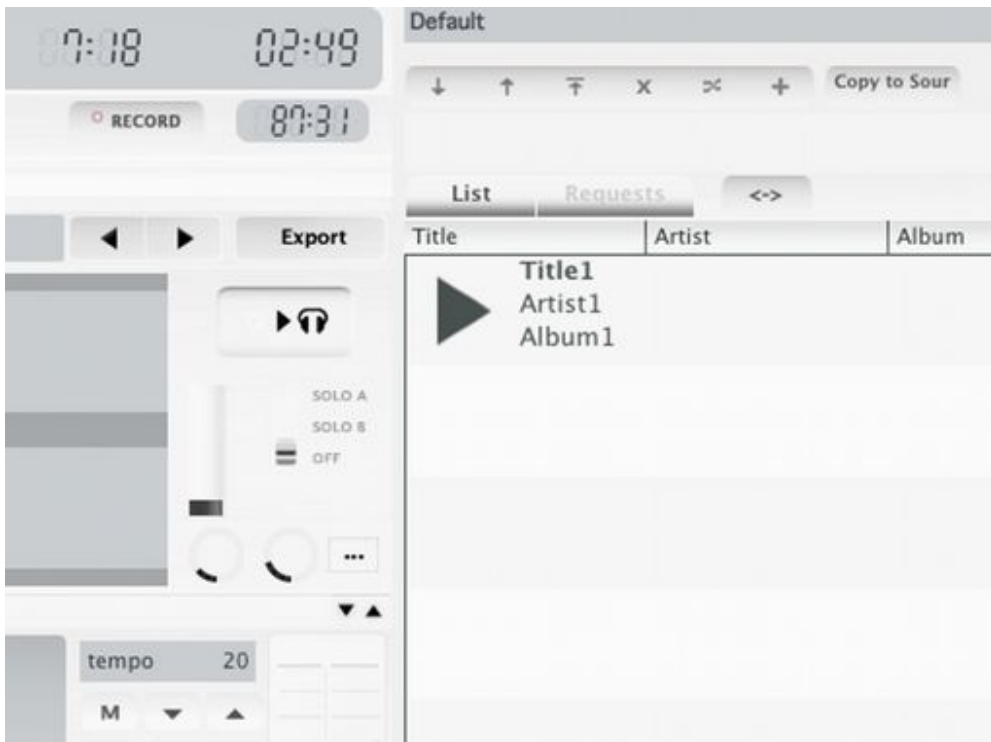 7:18 02:49
RECORD 87:31
Export
SOLO A
SOLO B
OFF
...
tempo 20
M
Default
Copy to Sour
List Requests <->
Title Artist Album
Title1
Artist1
Album1